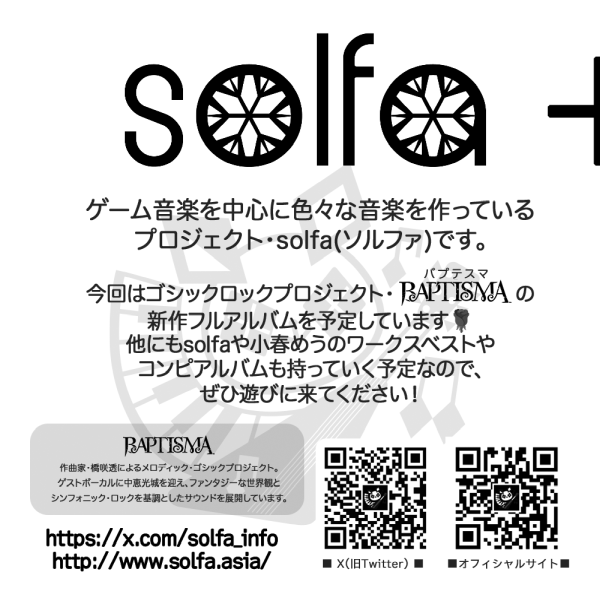 solfa +
ゲーム音楽を中心に色々な音楽を作っている
プロジェクト・solfa(ソルファ)です。
バプテスマ
今回はゴシックロックプロジェクト・BAPTISMAの
新作フルアルバムを予定しています🌹
他にもsolfaや小春めうのワークスベストや
コンピアルバムも持っていく予定なので、
ぜひ遊びに来てください！
BAPTISMA
作曲家・橋咲透によるメロディック・ゴシックプロジェクト。
ゲストボーカルに中恵光城を迎え、ファンタジーな世界観と
シンフォニック・ロックを基調としたサウンドを展開しています。
https://x.com/solfa_info
http://www.solfa.asia/
■ X(旧Twitter) ■
■オフィシャルサイト■